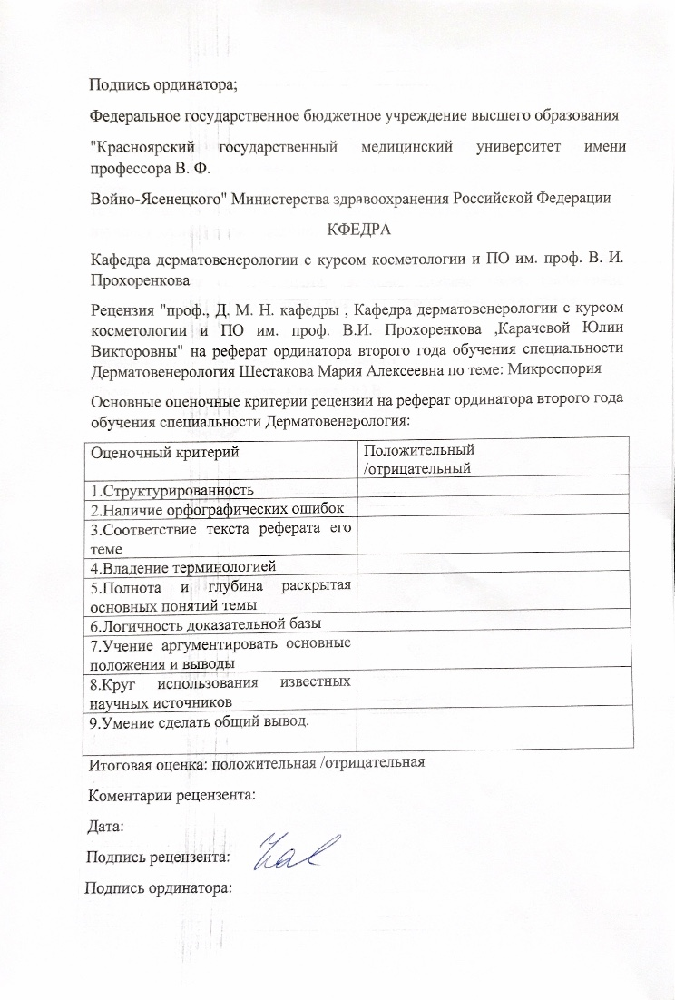 Подпись ординатора;
Федеральное государственное бюджетное учреждение высшего образования
"Красноярский государственный медицинский университет имени
профессора В. Ф.
Войно-Ясенецкого" Министерства здравоохранения Российской Федерации
КФЕДРА
Кафедра дерматовенерологии с курсом косметологии и ПО им. проф. В. И.
Прохоренкова
Рецензия "проф., Д. М. Н. кафедры , Кафедра дерматовенерологии с курсом
косметологии и ПО им. проф. В.И. Прохоренкова ,Карачевой Юлии
Викторовны" на реферат ординатора второго года обучения специальности
Дерматовенерология Шестакова Мария Алексеевна по теме: Микроспория
Основные оценочные критерии рецензии на реферат ординатора второго года
обучения специальности Дерматовенерология:
Оценочный критерий
Положительный
/отрицательный
1.Структурированность
2.Наличие орфографических ошибок
3.Соответствие текста реферата его
теме
4.Владение терминологией
5.Полнота и глубина раскрытая
основных понятий темы
6.Логичность доказательной базы
7.Учение аргументировать основные
положения и выводы
8.Круг использования известных
научных источников
9.Умение сделать общий вывод.
Итоговая оценка: положительная /отрицательная
Коментарии рецензента:
Дата:
Подпись рецензента:
Подпись ординатора: